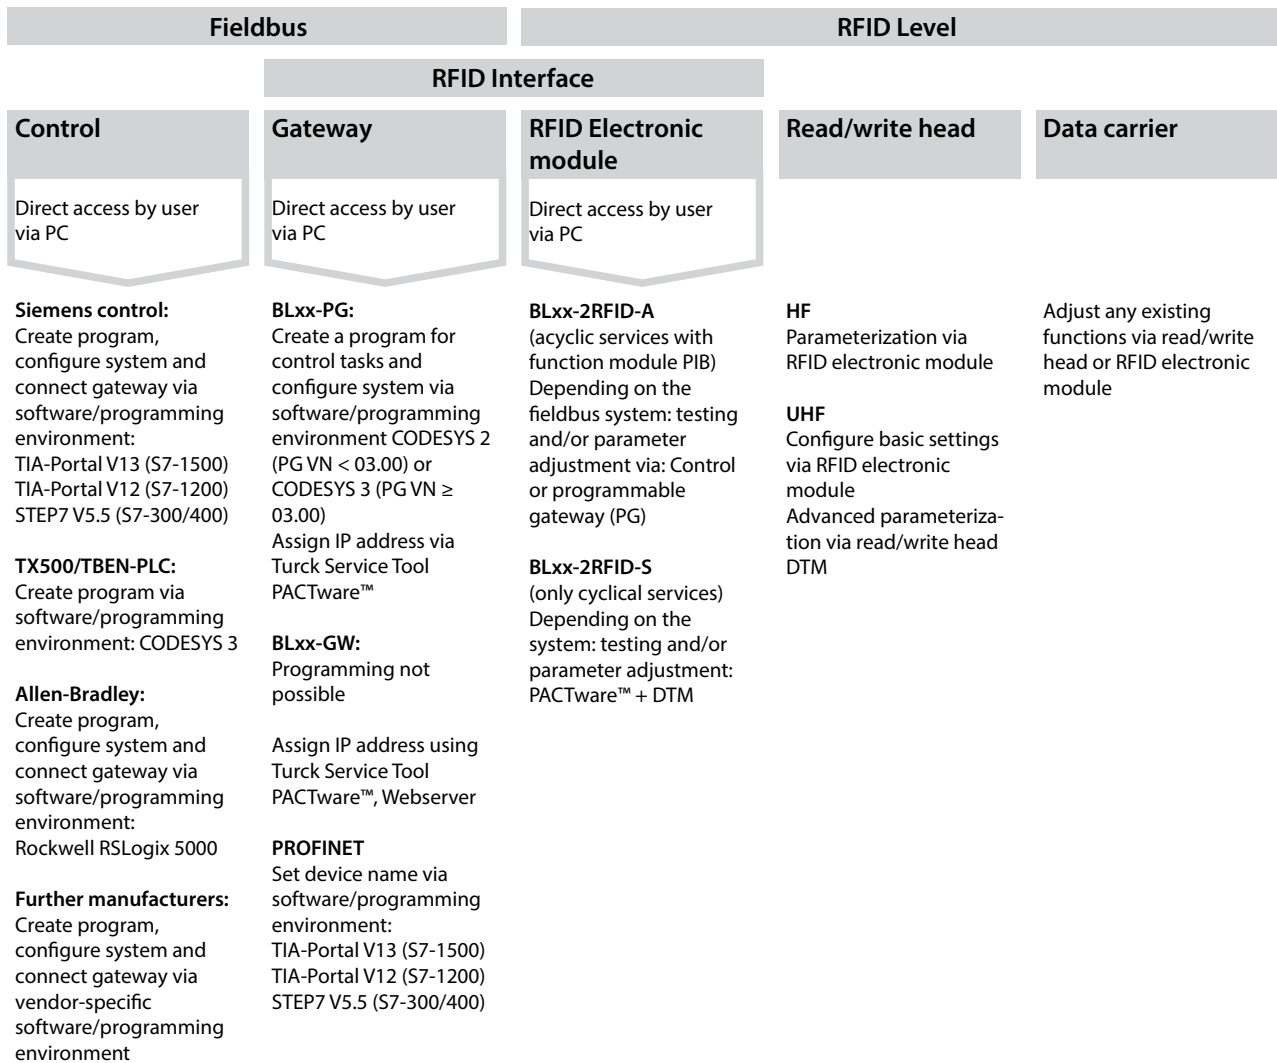 Fieldbus
RFID Level
RFID Interface
Control
Direct access by user
via PC
Siemens control:
Create program,
configure system and
connect gateway via
software/programming
environment:
TIA-Portal V13 (S7-1500)
TIA-Portal V12 (S7-1200)
STEP7 V5.5 (S7-300/400)
TX500/TBEN-PLC:
Create program via
software/programming
environment: CODESYS 3
Allen-Bradley:
Create program,
configure system and
connect gateway via
software/programming
environment:
Rockwell RSLogix 5000
Further manufacturers:
Create program,
configure system and
connect gateway via
vendor-specific
software/programming
environment
Gateway
Direct access by user
via PC
BLxx-PG:
Create a program for
control tasks and
configure system via
software/programming
environment CODESYS 2
(PG VN < 03.00) or
CODESYS 3 (PG VN ≥
03.00)
Assign IP address via
Turck Service Tool
PACTware™
BLxx-GW:
Programming not
possible
Assign IP address using
Turck Service Tool
PACTware™, Webserver
PROFINET
Set device name via
software/programming
environment:
TIA-Portal V13 (S7-1500)
TIA-Portal V12 (S7-1200)
STEP7 V5.5 (S7-300/400)
RFID Electronic
module
Direct access by user
via PC
BLxx-2RFID-A
(acyclic services with
function module PIB)
Depending on the
fieldbus system: testing
and/or parameter
adjustment via: Control
or programmable
gateway (PG)
BLxx-2RFID-S
(only cyclical services)
Depending on the
system: testing and/or
parameter adjustment:
PACTware™ + DTM
Read/write head
HF
Parameterization via
RFID electronic module
UHF
Configure basic settings
via RFID electronic
module
Advanced parameteriza-
tion via read/write head
DTM
Data carrier
Adjust any existing
functions via read/write
head or RFID electronic
module